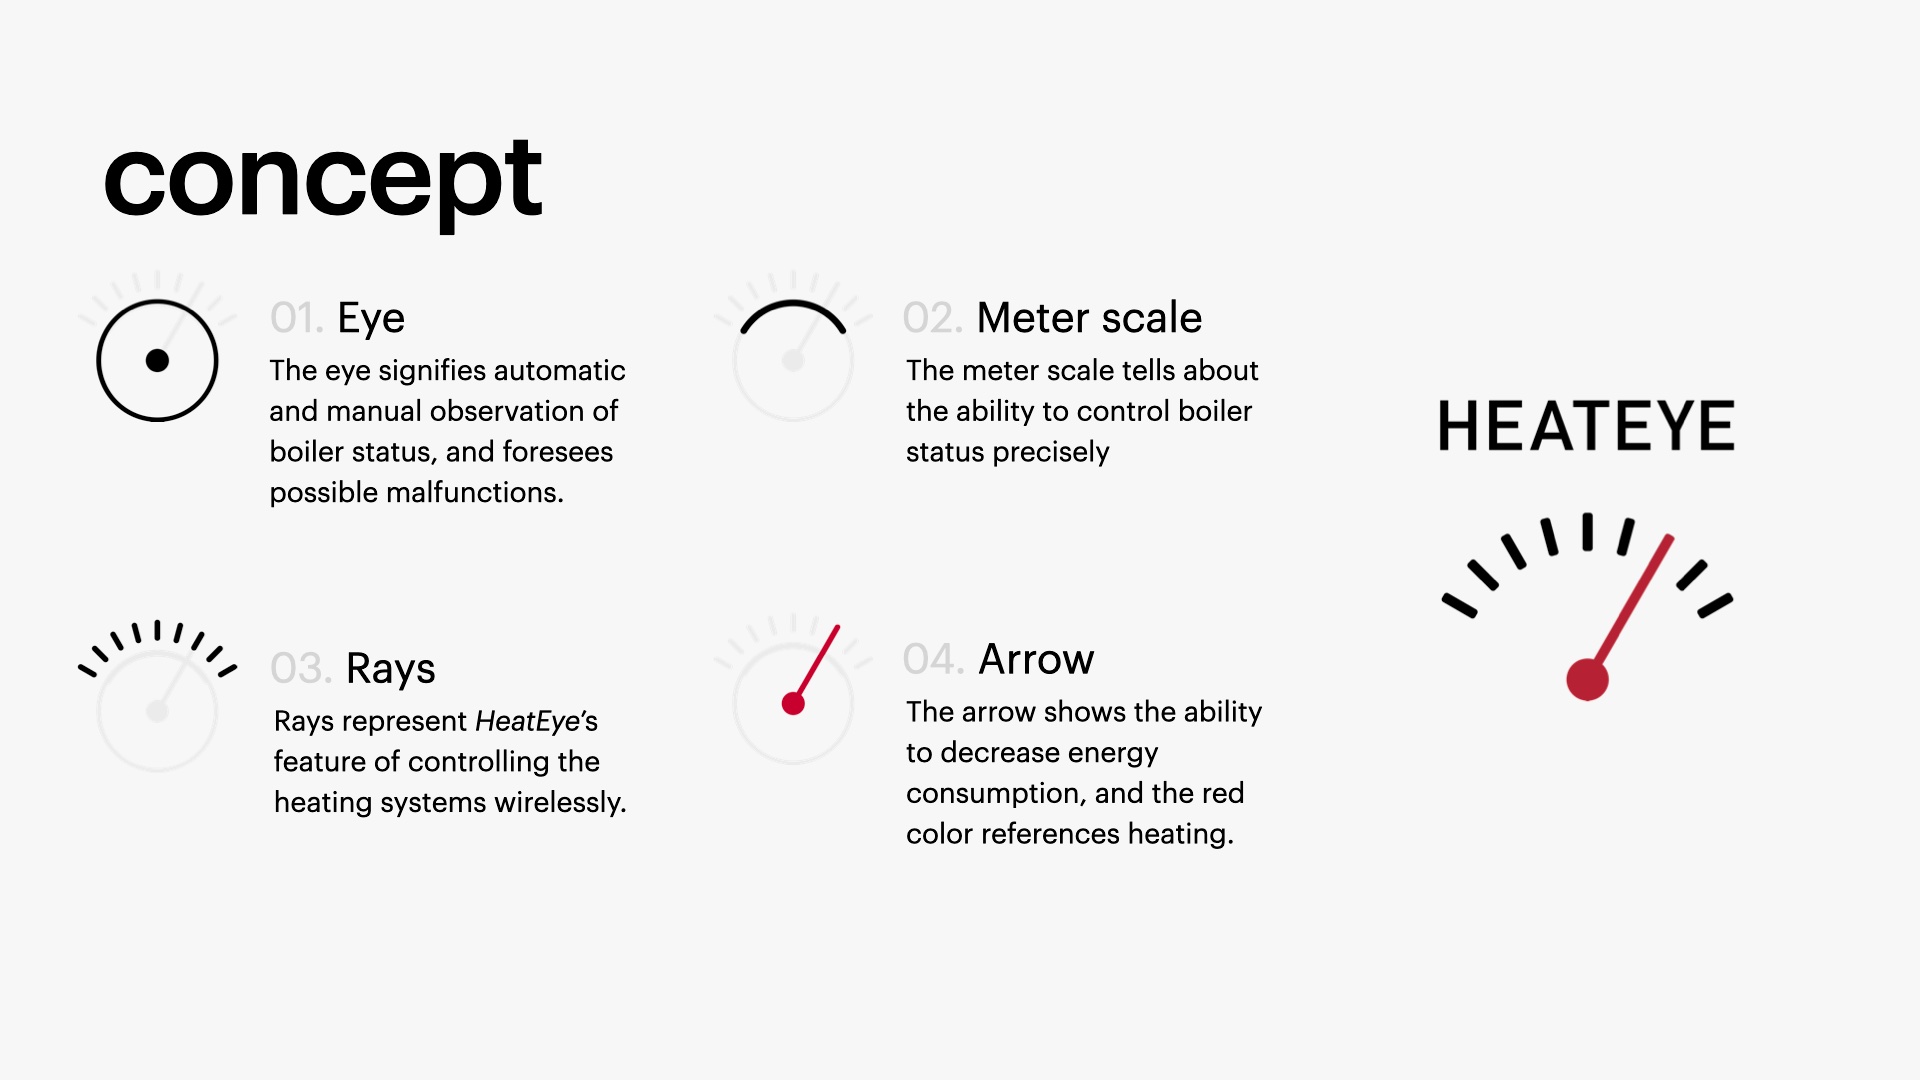 concept
01. Eye
The eye signifies automatic
and manual observation of
boiler status, and foresees
possible malfunctions.
02. Meter scale
The meter scale tells about
the ability to control boiler
status precisely
03. Rays
Rays represent HeatEye’s
feature of controlling the
heating systems wirelessly.
04. Arrow
The arrow shows the ability
to decrease energy
consumption, and the red
color references heating.
HEATEYE